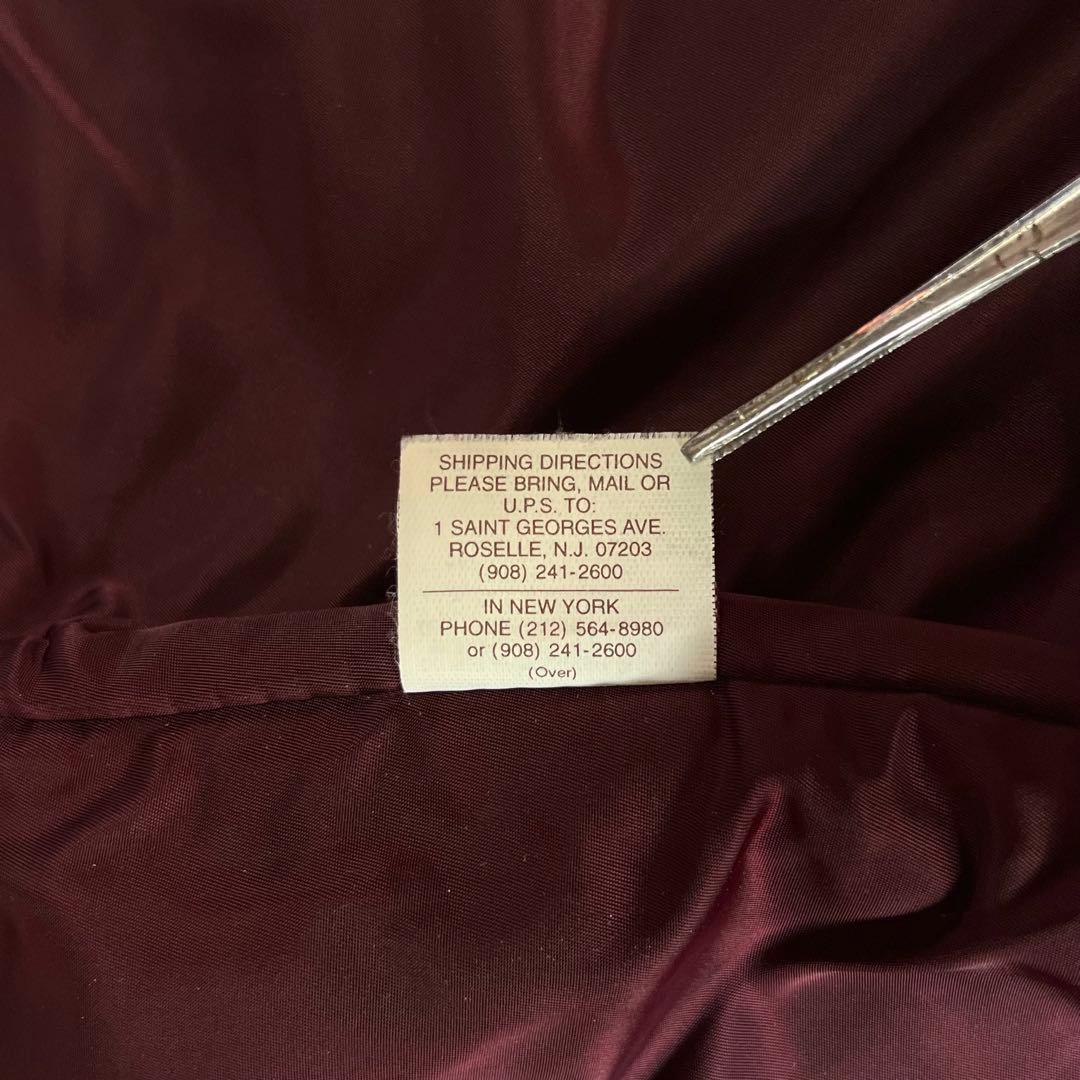 SHIPPING DIRECTIONS
PLEASE BRING, MAIL OR
U.P.S. TO:
1 SAINT GEORGES AVE.
ROSELLE, N.J. 07203
(908) 241-2600
IN NEW YORK
PHONE (212) 564-8980
or (908) 241-2600
(Over)